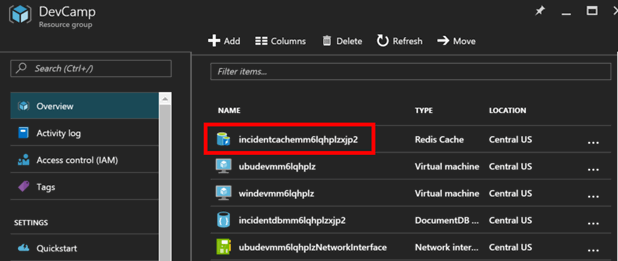 DevCamp
Resource group
Add Columns Delete Refresh Move
Search (Ctrl+/)
Filter items...
Overview
Activity log
Access control (IAM)
Tags
SETTINGS
Quickstart
NAME TYPE LOCATION
incidentcachemm6lqhplzxjp2 Redis Cache Central US ...
ubudevmm6lqhplz Virtual machine Central US ...
windevmm6lqhplz Virtual machine Central US ...
incidentdbmm6lqhplzxjp2 DocumentDB ... Central US ...
ubudevmm6lqhplzNetworkInterface Network inter... Central US ...